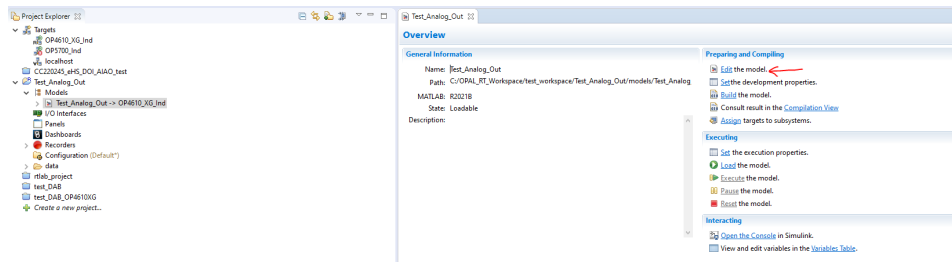 Project Explorer
Targets
OP4610_XG_Ind
OP5700_Ind
localhost
CC220245_eHS_DOI_AIAO_test
Test_Analog_Out
Models
Test_Analog_Out -> OP4610_XG_Ind
I/O Interfaces
Panels
Dashboards
Recorders
Configuration (Default*)
data
rtlab_project
test_DAB
test_DAB_OP4610XG
Create a new project...
Test_Analog_Out
Overview
General Information
Name: Test_Analog_Out
Path: C:/OPAL_RT_Workspace/test_workspace/Test_Analog_Out/models/Test_Analog
MATLAB: R2021B
State: Loadable
Description:
Preparing and Compiling
Edit the model.
Set the development properties.
Build the model.
Consult result in the Compilation View
Assign targets to subsystems.
Executing
Set the execution properties.
Load the model.
Execute the model.
Pause the model.
Reset the model.
Interacting
Open the Console in Simulink.
View and edit variables in the Variables Table.